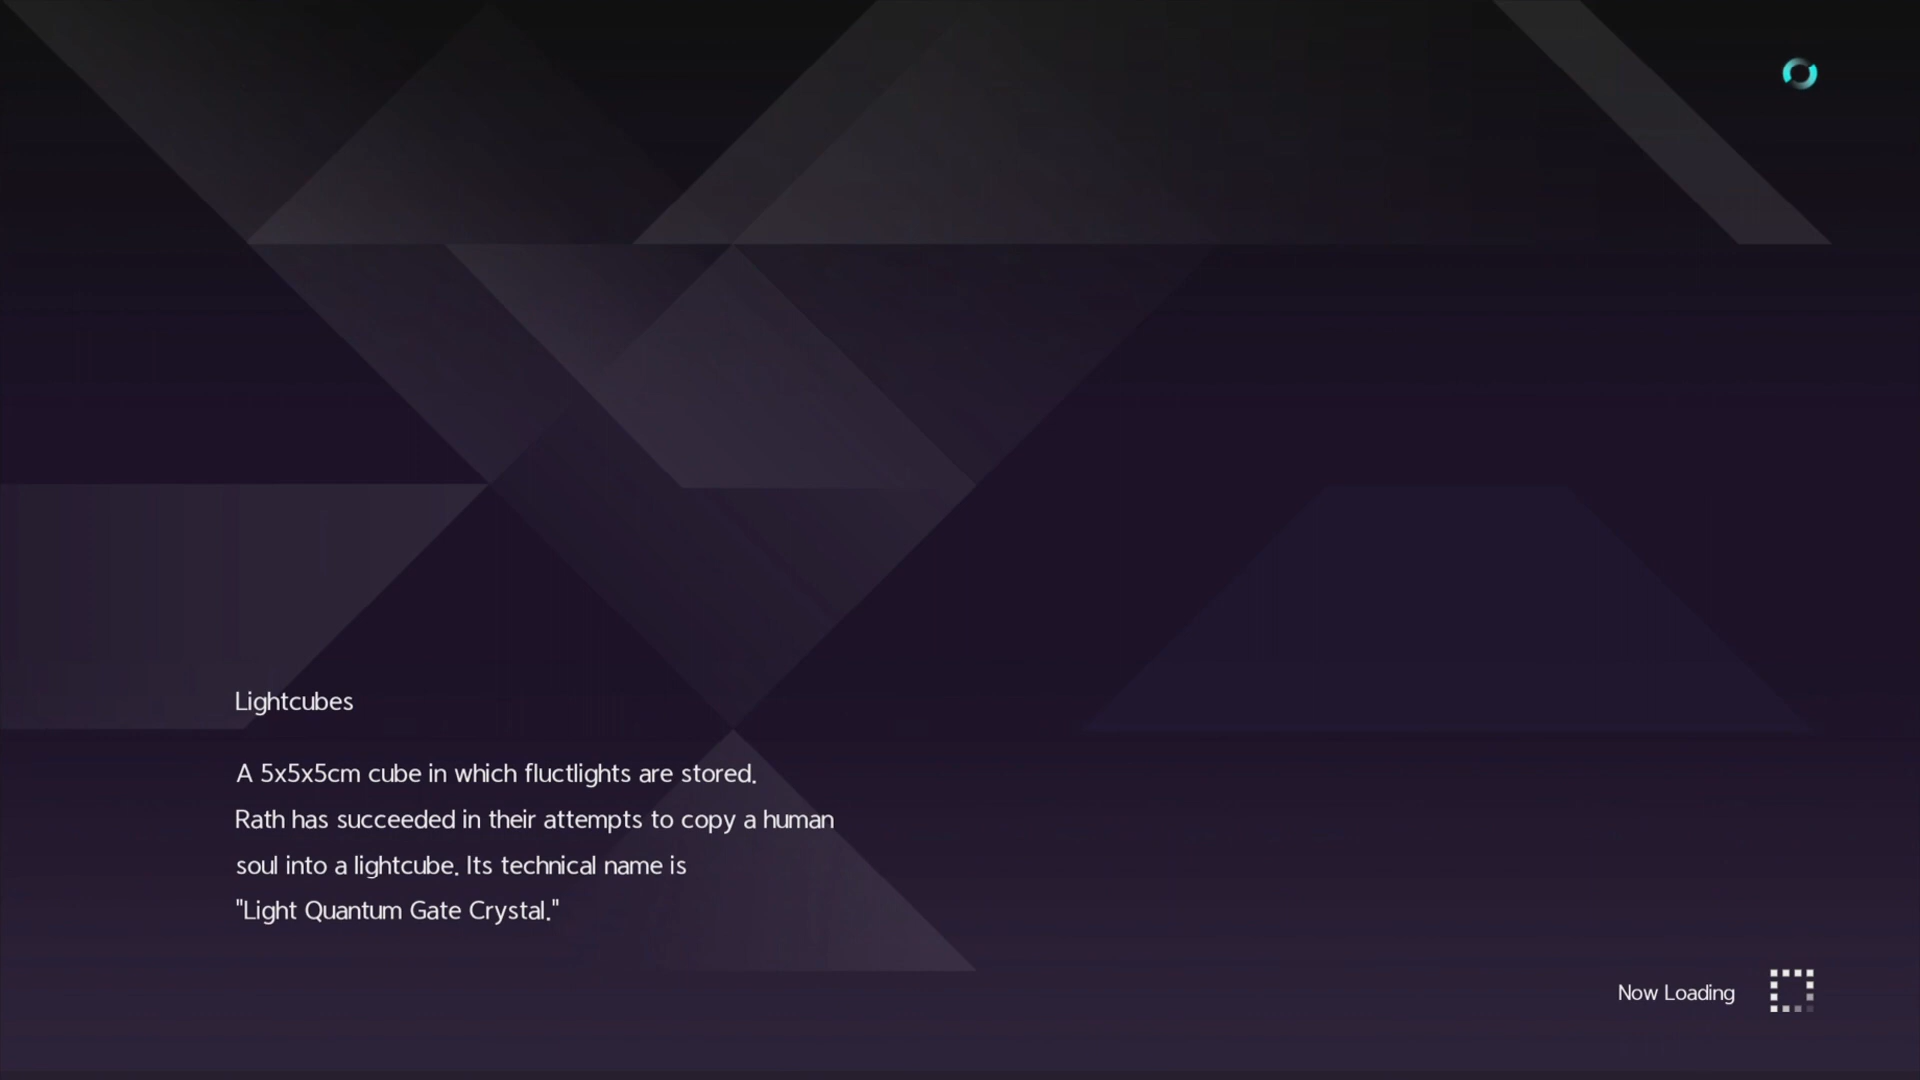 Lightcubes
A 5x5x5cm cube in which fluctlights are stored.
Rath has succeeded in their attempts to copy a human
soul into a lightcube. Its technical name is
"Light Quantum Gate Crystal."
Now Loading